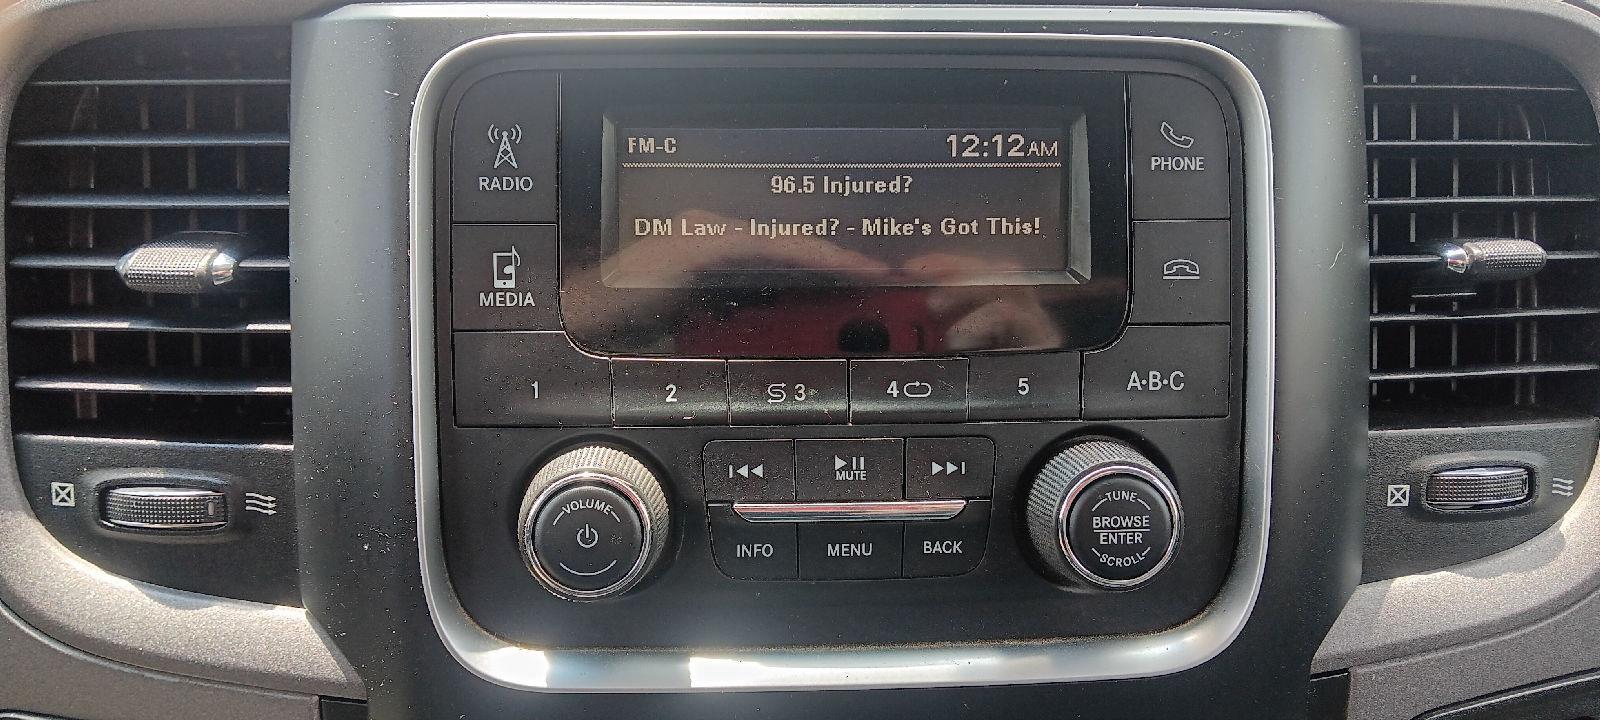 RADIO
MEDIA
FM-C 12:12AM
96.5 Injured?
DM Law - Injured? - Mike's Got This!
PHONE
1 2 3 4 5 A·B·C
VOLUME
MUTE
INFO MENU BACK
TUNE
BROWSE
ENTER
SCROLL